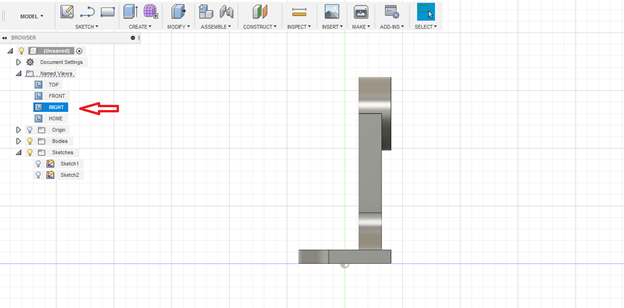 MODEL ▾
SKETCH ▾ CREATE ▾ MODIFY ▾ ASSEMBLE ▾ CONSTRUCT ▾ INSPECT ▾ INSERT ▾ MAKE ▾ ADD-INS ▾ SELECT ▾
BROWSER
(Unsaved)
Document Settings
Named Views
TOP
FRONT
RIGHT
HOME
Origin
Bodies
Sketches
Sketch1
Sketch2